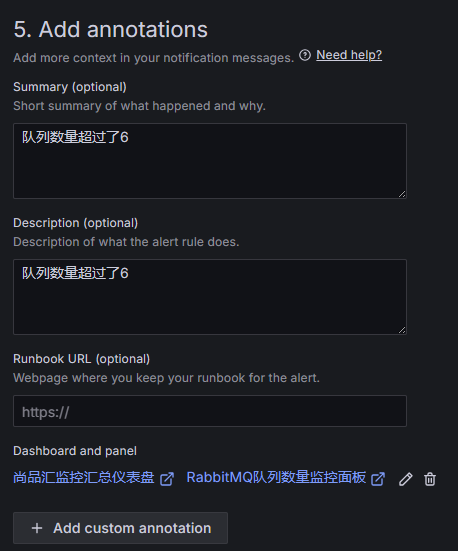 5. Add annotations
Add more context in your notification messages. Need help?
Summary (optional)
Short summary of what happened and why.
队列数量超过了6
Description (optional)
Description of what the alert rule does.
队列数量超过了6
Runbook URL (optional)
Webpage where you keep your runbook for the alert.
https://
Dashboard and panel
尚品汇监控汇总仪表盘 RabbitMQ队列数量监控面板
+ Add custom annotation